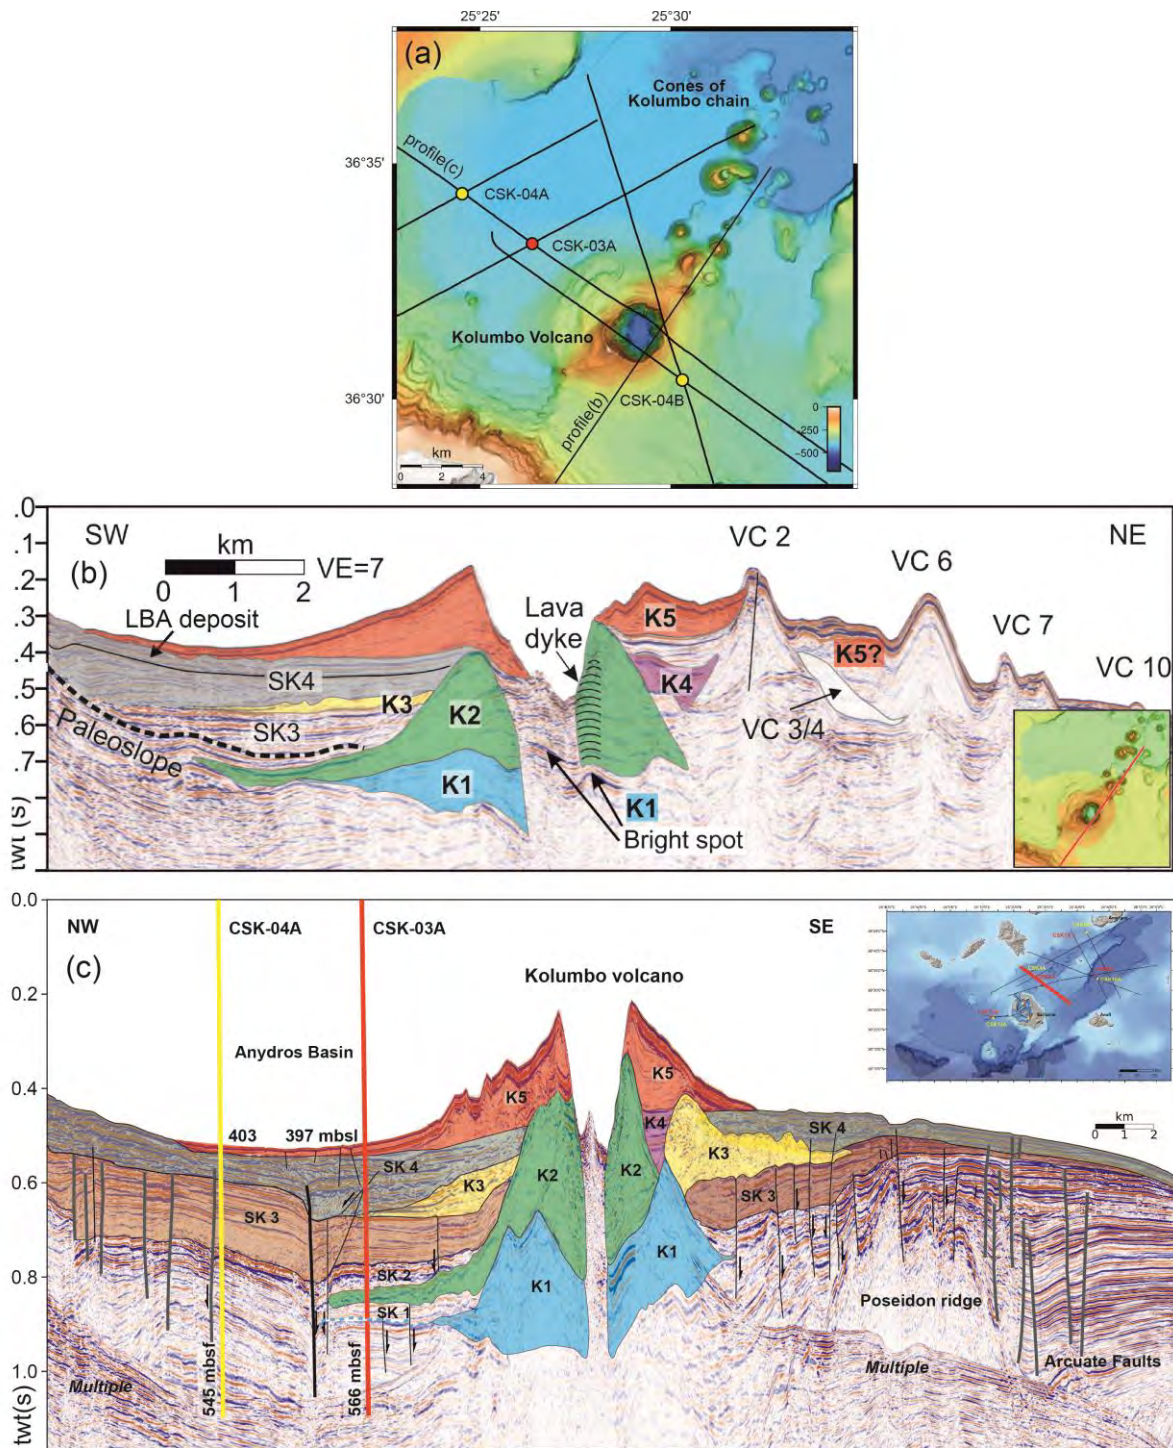 25°25'
25°30'
(a)
Cones of
Kolumbo chain
36°35'
profile(c)
CSK-04A
CSK-03A
Kolumbo Volcano
36°30'
CSK-04B
profile(b)
0
-250
-500
km
0 2 4
.0
.1
.2
.3
.4
.5
.6
.7
twt (s)
SW
km
(b)
VE=7
0 1 2
LBA deposit
VC 2
NE
VC 6
Lava
dyke
K5
VC 7
K5?
VC 10
SK4
K4
K3
SK3
K2
VC 3/4
Paleoslope
K1
K1
Bright spot
0.0
0.2
0.4
0.6
0.8
1.0
twt(s)
NW
CSK-04A
CSK-03A
SE
(c)
Kolumbo volcano
Anydros Basin
km
0 1 2
K5
K5
403
397 mbsl
K4
SK 4
SK 4
K3
K3
K2
K2
SK 3
SK 3
SK 2
K1
K1
SK 1
Poseidon ridge
545 mbsf
566 mbsf
Multiple
Multiple
Arcuate Faults